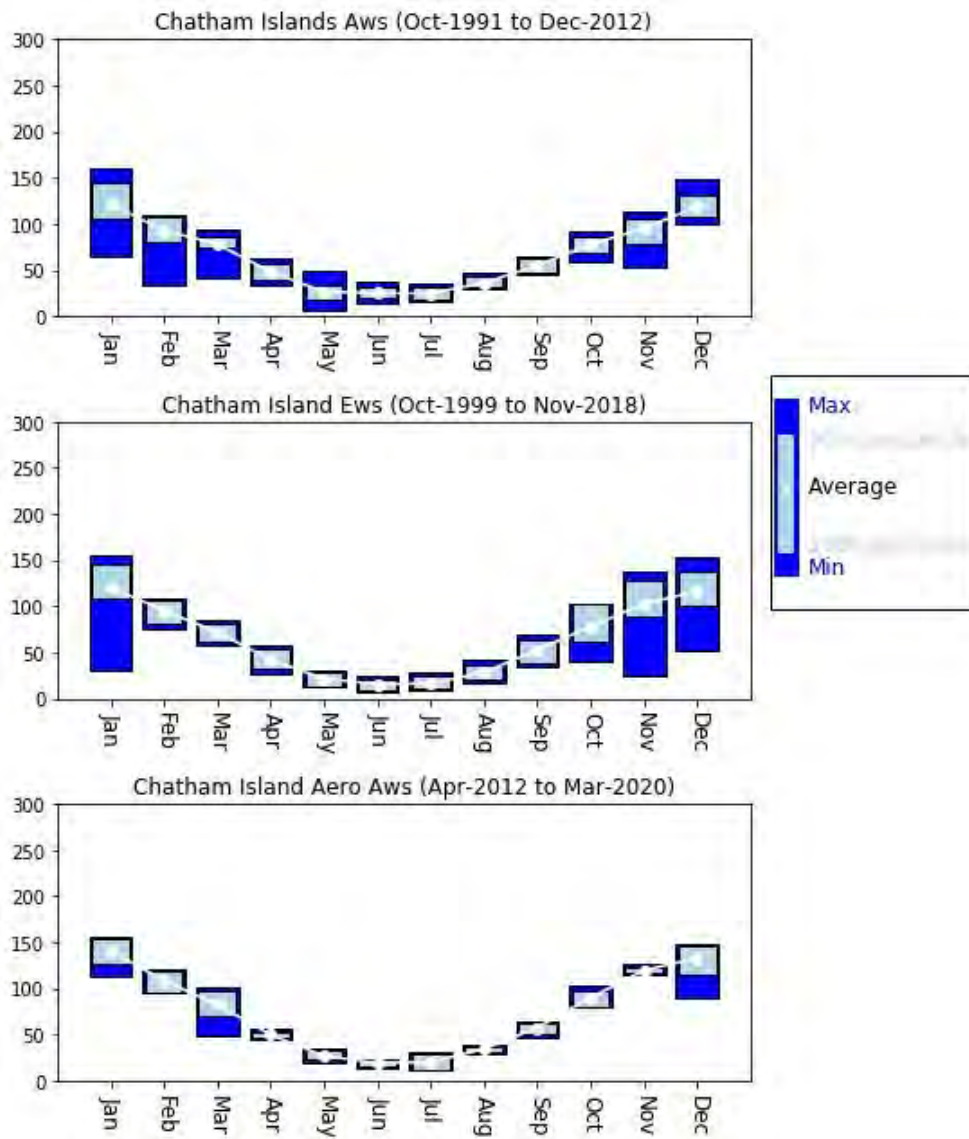 Chatham Islands Aws (Oct-1991 to Dec-2012)
300
250
200
150
100
50
0
Jan Feb Mar Apr May Jun Jul Aug Sep Oct Nov Dec
Chatham Island Ews (Oct-1999 to Nov-2018)
300
250
200
150
100
50
0
Jan Feb Mar Apr May Jun Jul Aug Sep Oct Nov Dec
Max
Average
Min
Chatham Island Aero Aws (Apr-2012 to Mar-2020)
300
250
200
150
100
50
0
Jan Feb Mar Apr May Jun Jul Aug Sep Oct Nov Dec